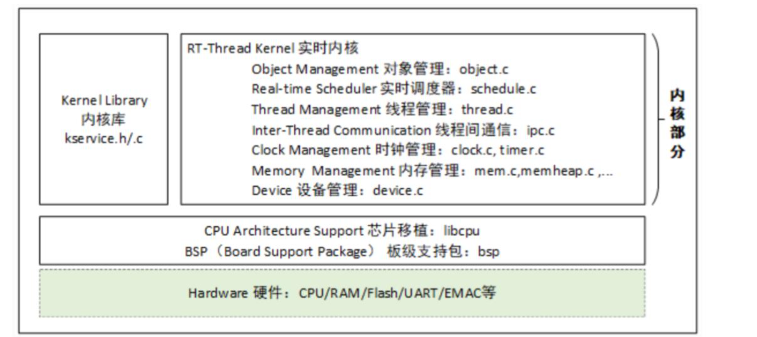 Kernel Library
内核库
kservice.h/.c
RT-Thread Kernel 实时内核
Object Management 对象管理：object.c
Real-time Scheduler 实时调度器：schedule.c
Thread Management 线程管理：thread.c
Inter-Thread Communication 线程间通信：ipc.c
Clock Management 时钟管理：clock.c, timer.c
Memory Management 内存管理：mem.c,memheap.c ,...
Device 设备管理：device.c
内核部分
CPU Architecture Support 芯片移植：libcpu
BSP（Board Support Package） 板级支持包：bsp
Hardware 硬件：CPU/RAM/Flash/UART/EMAC等